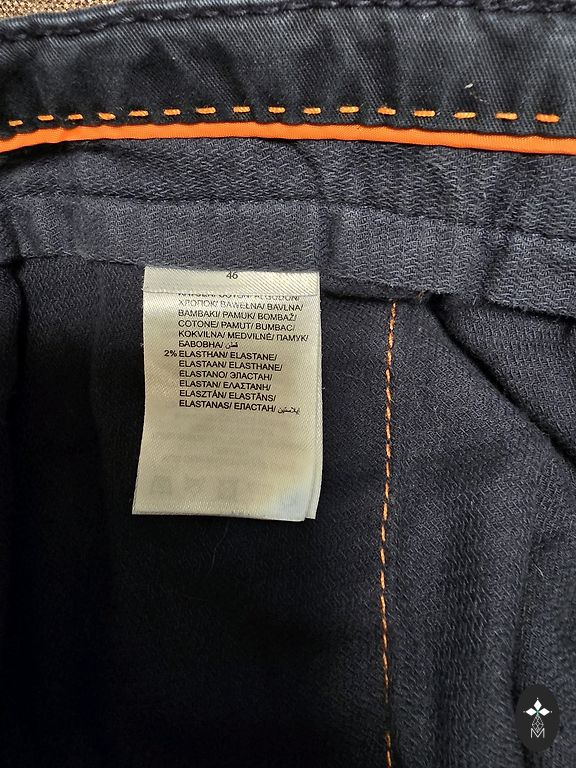 46
ХЛОПОК/ BAWEŁNA/ BAVLNA/
BAMBAKI/ PAMUK/ BOMBAŽ/
COTONE/ PAMUT/ BUMBAC/
KOKVILNA/ MEDVILNĖ/ ПАМУК/
БАВОВНА/ قطن
2% ELASTHAN/ ELASTANE/
ELASTAAN/ ELASTHANE/
ELASTANO/ ЭЛАСТАН/
ELASTAN/ ΕΛΑΣΤΑΝΗ/
ELASZTÁN/ ELASTĀNS/
ELASTANAS/ ЕЛАСТАН/ إيلاستين
M